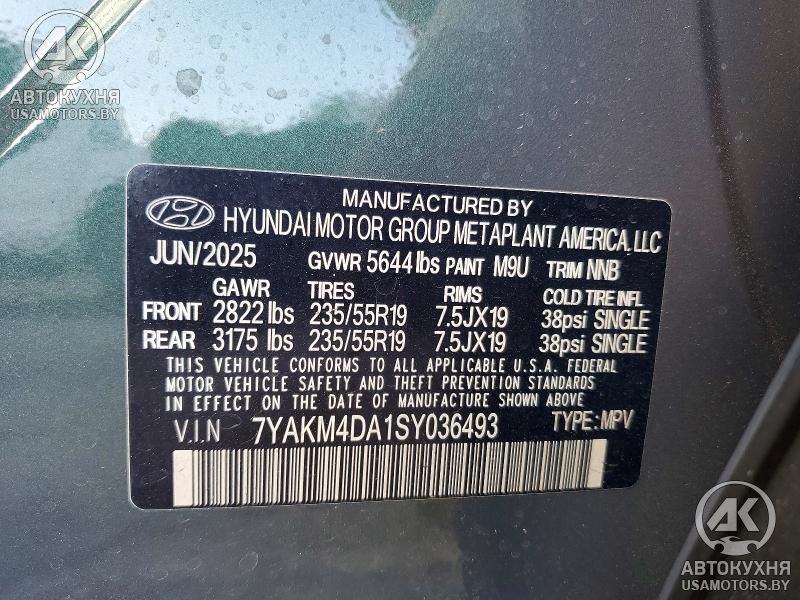 AK
АВТОКУХНЯ
USAMOTORS.BY
MANUFACTURED BY
HYUNDAI MOTOR GROUP METAPLANT AMERICA, LLC
JUN/2025 GVWR 5644 lbs PAINT M9U TRIM NNB
GAWR TIRES RIMS COLD TIRE INFL
FRONT 2822 lbs 235/55R19 7.5JX19 38psi SINGLE
REAR 3175 lbs 235/55R19 7.5JX19 38psi SINGLE
THIS VEHICLE CONFORMS TO ALL APPLICABLE U.S.A. FEDERAL
MOTOR VEHICLE SAFETY AND THEFT PREVENTION STANDARDS
IN EFFECT ON THE DATE OF MANUFACTURE SHOWN ABOVE.
V.I.N 7YAKM4DA1SY036493 TYPE: MPV
AK
АВТОКУХНЯ
USAMOTORS.BY